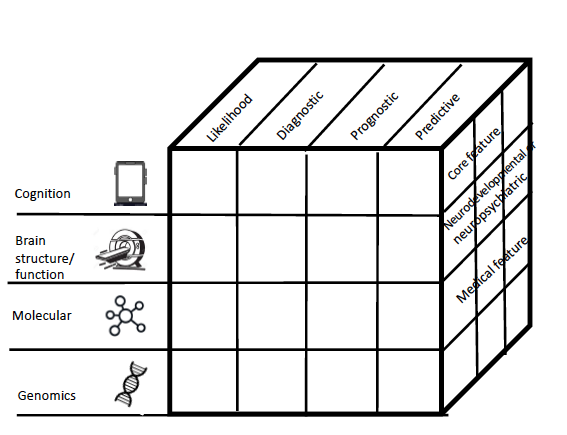 Likelihood
Diagnostic
Prognostic
Predictive
Core feature
Neurodevelopmental or
neuropsychiatric
Medical feature
Cognition
Brain
structure/
function
Molecular
Genomics